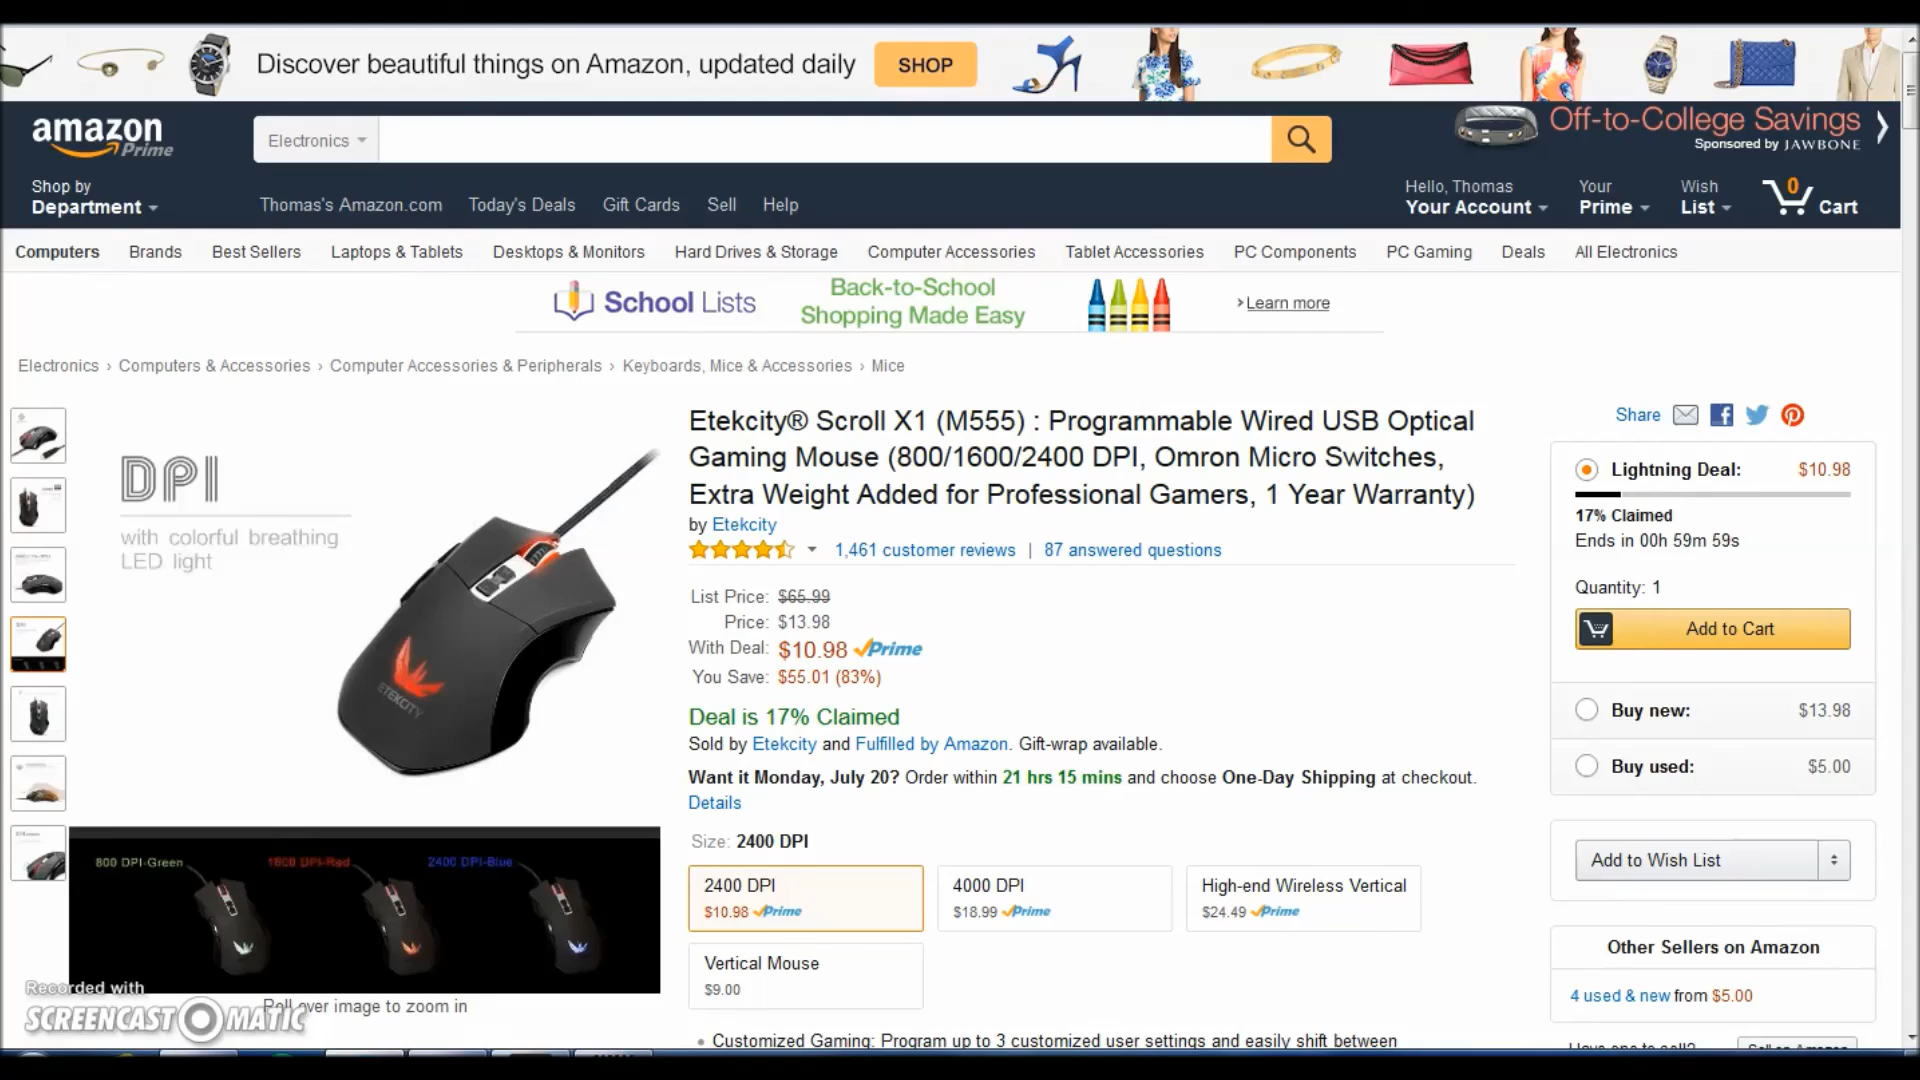 Discover beautiful things on Amazon, updated daily
SHOP
amazon
Prime
Electronics
Off-to-College Savings
Sponsored by JAWBONE
Shop by
Department
Thomas's Amazon.com
Today's Deals
Gift Cards
Sell
Help
Hello, Thomas
Your Account
Your
Prime
Wish
List
0
Cart
Computers
Brands
Best Sellers
Laptops & Tablets
Desktops & Monitors
Hard Drives & Storage
Computer Accessories
Tablet Accessories
PC Components
PC Gaming
Deals
All Electronics
School Lists
Back-to-School
Shopping Made Easy
› Learn more
Electronics › Computers & Accessories › Computer Accessories & Peripherals › Keyboards, Mice & Accessories › Mice
DPI
with colorful breathing
LED light
ETEKCITY
800 DPI-Green
1600 DPI-Red
2400 DPI-Blue
Roll over image to zoom in
Recorded with
SCREENCAST O MATIC
Etekcity® Scroll X1 (M555) : Programmable Wired USB Optical
Gaming Mouse (800/1600/2400 DPI, Omron Micro Switches,
Extra Weight Added for Professional Gamers, 1 Year Warranty)
by Etekcity
1,461 customer reviews | 87 answered questions
List Price: $65.99
Price: $13.98
With Deal: $10.98 Prime
You Save: $55.01 (83%)
Deal is 17% Claimed
Sold by Etekcity and Fulfilled by Amazon. Gift-wrap available.
Want it Monday, July 20? Order within 21 hrs 15 mins and choose One-Day Shipping at checkout.
Details
Size: 2400 DPI
2400 DPI
$10.98 Prime
4000 DPI
$18.99 Prime
High-end Wireless Vertical
$24.49 Prime
Vertical Mouse
$9.00
• Customized Gaming: Program up to 3 customized user settings and easily shift between
Share
Lightning Deal: $10.98
17% Claimed
Ends in 00h 59m 59s
Quantity: 1
Add to Cart
Buy new: $13.98
Buy used: $5.00
Add to Wish List
Other Sellers on Amazon
4 used & new from $5.00
Have one to sell?
Sell on Amazon